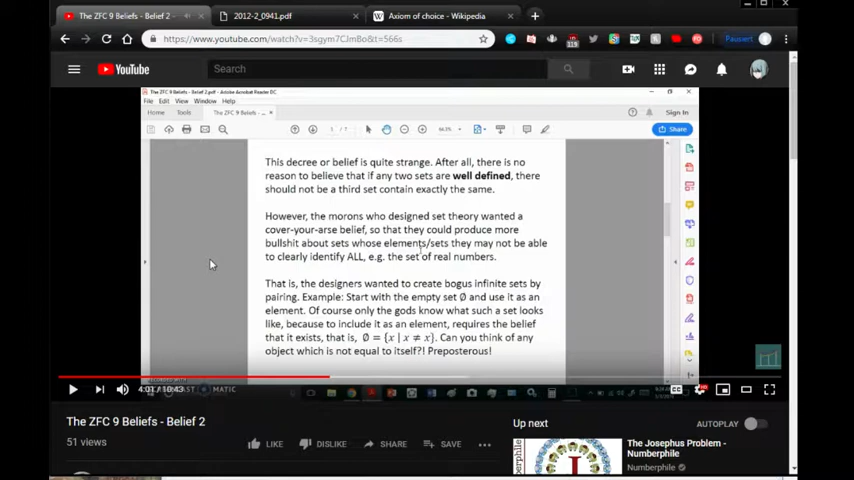 The ZFC 9 Beliefs - Belief 2
2012-2_0941.pdf
Axiom of choice - Wikipedia
https://www.youtube.com/watch?v=3sgym7CJmBo&t=566s
119
Paused
YouTube
Search
The ZFC 9 Beliefs - Belief 2.pdf - Adobe Acrobat Reader DC
File Edit View Window Help
Home Tools The ZFC 9 Beliefs - ...
Sign In
Share
This decree or belief is quite strange. After all, there is no
reason to believe that if any two sets are well defined, there
should not be a third set contain exactly the same.
However, the morons who designed set theory wanted a
cover-your-arse belief, so that they could produce more
bullshit about sets whose elements/sets they may not be able
to clearly identify ALL, e.g. the set of real numbers.
That is, the designers wanted to create bogus infinite sets by
pairing. Example: Start with the empty set ∅ and use it as an
element. Of course only the gods know what such a set looks
like, because to include it as an element, requires the belief
that it exists, that is, ∅ = {x | x ≠ x}. Can you think of any
object which is not equal to itself?! Preposterous!
4:01 / 10:43
MATIC
CC
The ZFC 9 Beliefs - Belief 2
51 views
LIKE DISLIKE SHARE SAVE
Up next
AUTOPLAY
The Josephus Problem -
Numberphile
Numberphile